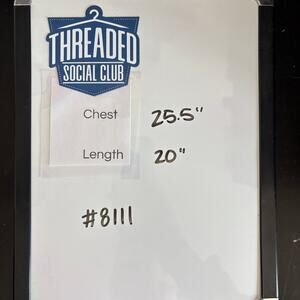 THREADED
SOCIAL CLUB
Chest 25.5"
Length 20"
#8111